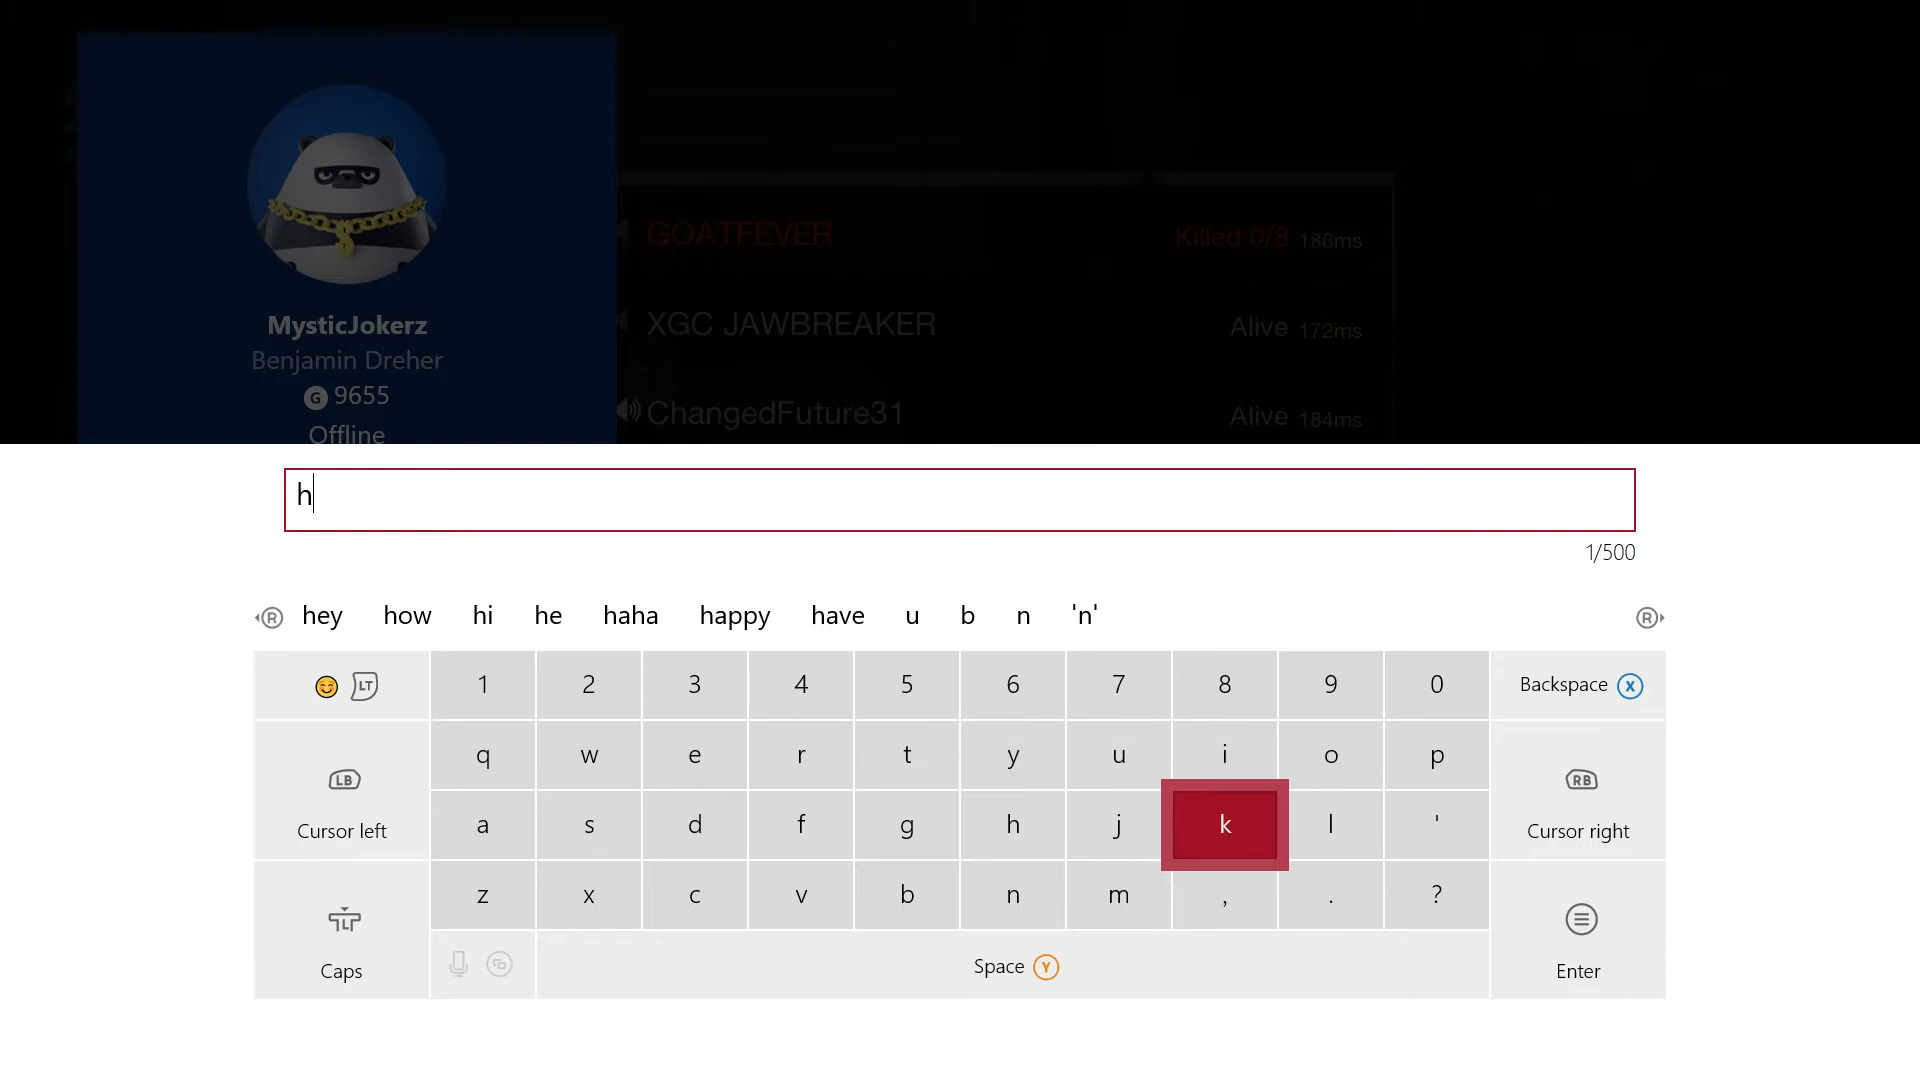 GOATFEVER Killed 0/8 186ms
MysticJokerz
XGC JAWBREAKER Alive 172ms
Benjamin Dreher
G 9655
ChangedFuture31 Alive 184ms
Offline
h
1/500
R hey how hi he haha happy have u b n 'n' R
LT 1 2 3 4 5 6 7 8 9 0 Backspace X
q w e r t y u i o p
LB Cursor left
RB Cursor right
a s d f g h j k l '
z x c v b n m , . ?
LT Caps
Space Y
Enter